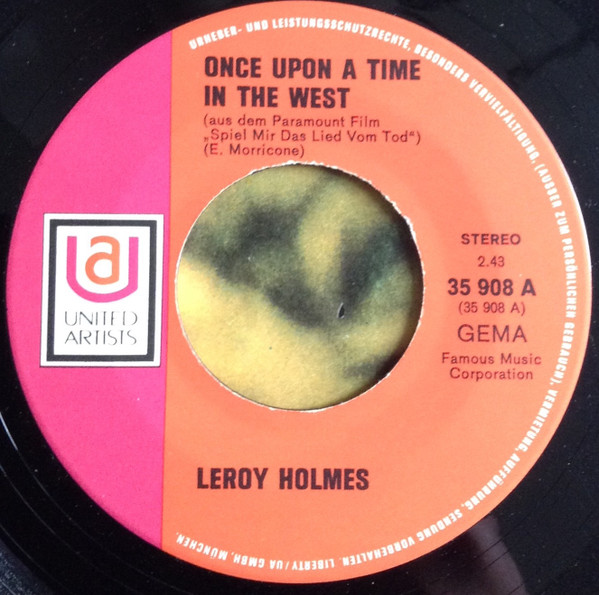 URHEBER- UND LEISTUNGSSCHUTZRECHTE, BESONDERS VERVIELFÄLTIGUNG, (AUSSER ZUM PERSÖNLICHEN GEBRAUCH), VERMIETUNG, AUFFÜHRUNG, SENDUNG VORBEHALTEN. LIBERTY/UA GMBH, MÜNCHEN.
ONCE UPON A TIME
IN THE WEST
(aus dem Paramount Film
„Spiel Mir Das Lied Vom Tod“)
(E. Morricone)
ua
UNITED
ARTISTS
STEREO
2.43
35 908 A
(35 908 A)
GEMA
Famous Music
Corporation
LEROY HOLMES